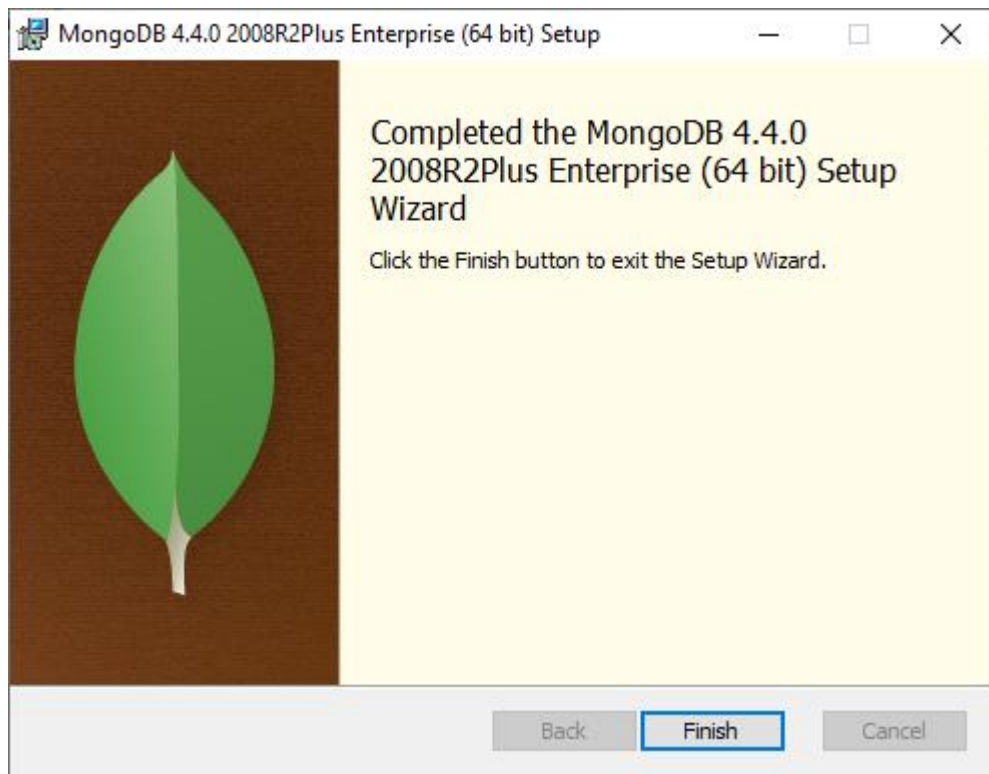 MongoDB 4.4.0 2008R2Plus Enterprise (64 bit) Setup
Completed the MongoDB 4.4.0
2008R2Plus Enterprise (64 bit) Setup
Wizard
Click the Finish button to exit the Setup Wizard.
Back Finish Cancel